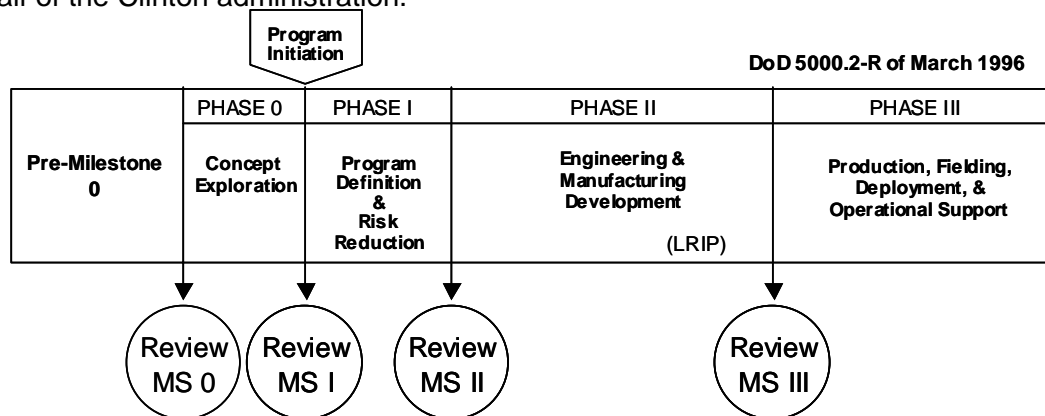 alf of the Clinton administration.
Program
Initiation
DoD 5000.2-R of March 1996
PHASE 0
PHASE I
PHASE II
PHASE III
Pre-Milestone
0
Concept
Exploration
Program
Definition
&
Risk
Reduction
Engineering &
Manufacturing
Development
(LRIP)
Production, Fielding,
Deployment, &
Operational Support
Review
MS 0
Review
MS I
Review
MS II
Review
MS III